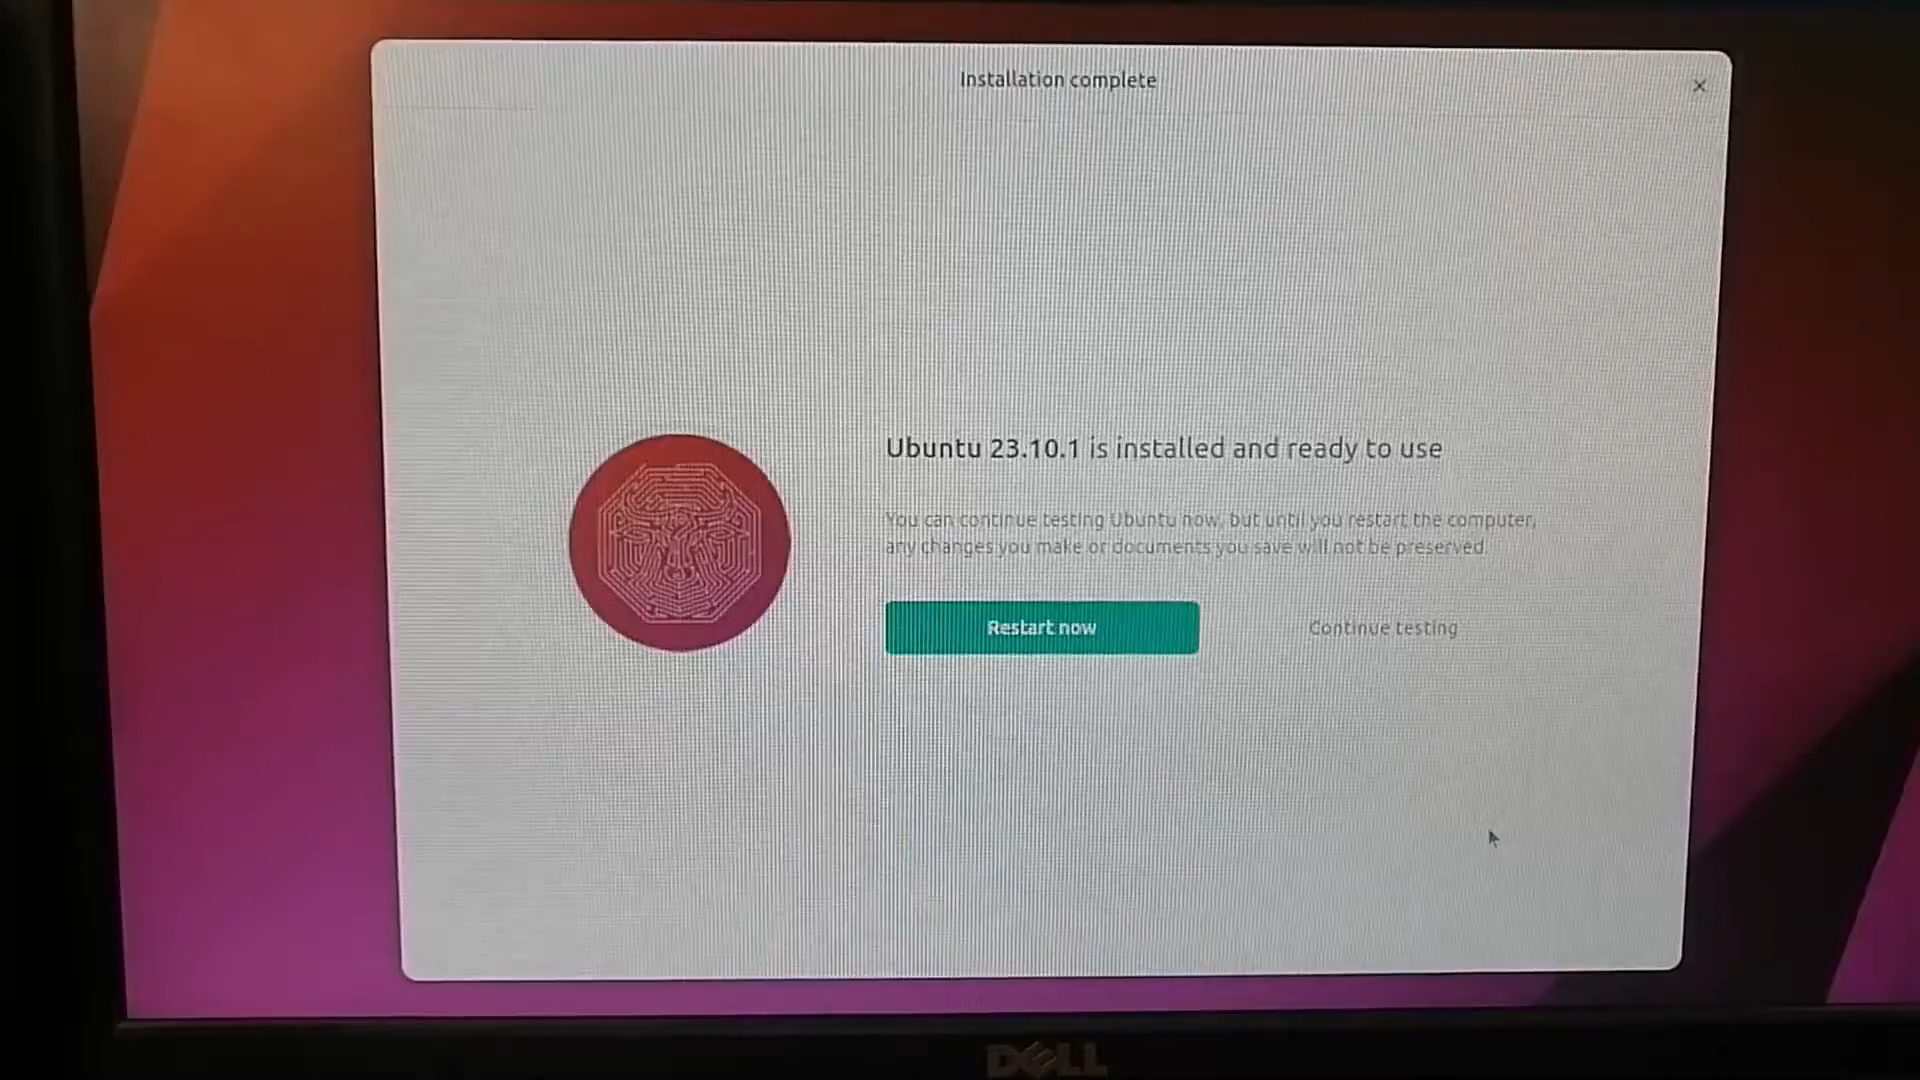 Installation complete
Ubuntu 23.10.1 is installed and ready to use
You can continue testing Ubuntu now, but until you restart the computer,
any changes you make or documents you save will not be preserved.
Restart now
Continue testing
DELL